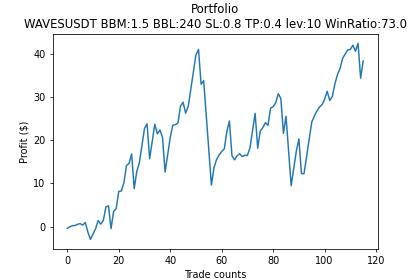 Portfolio
WAVESUSDT BBM:1.5 BBL:240 SL:0.8 TP:0.4 lev:10 WinRatio:73.0
Profit ($)
40
30
20
10
0
0 20 40 60 80 100 120
Trade counts